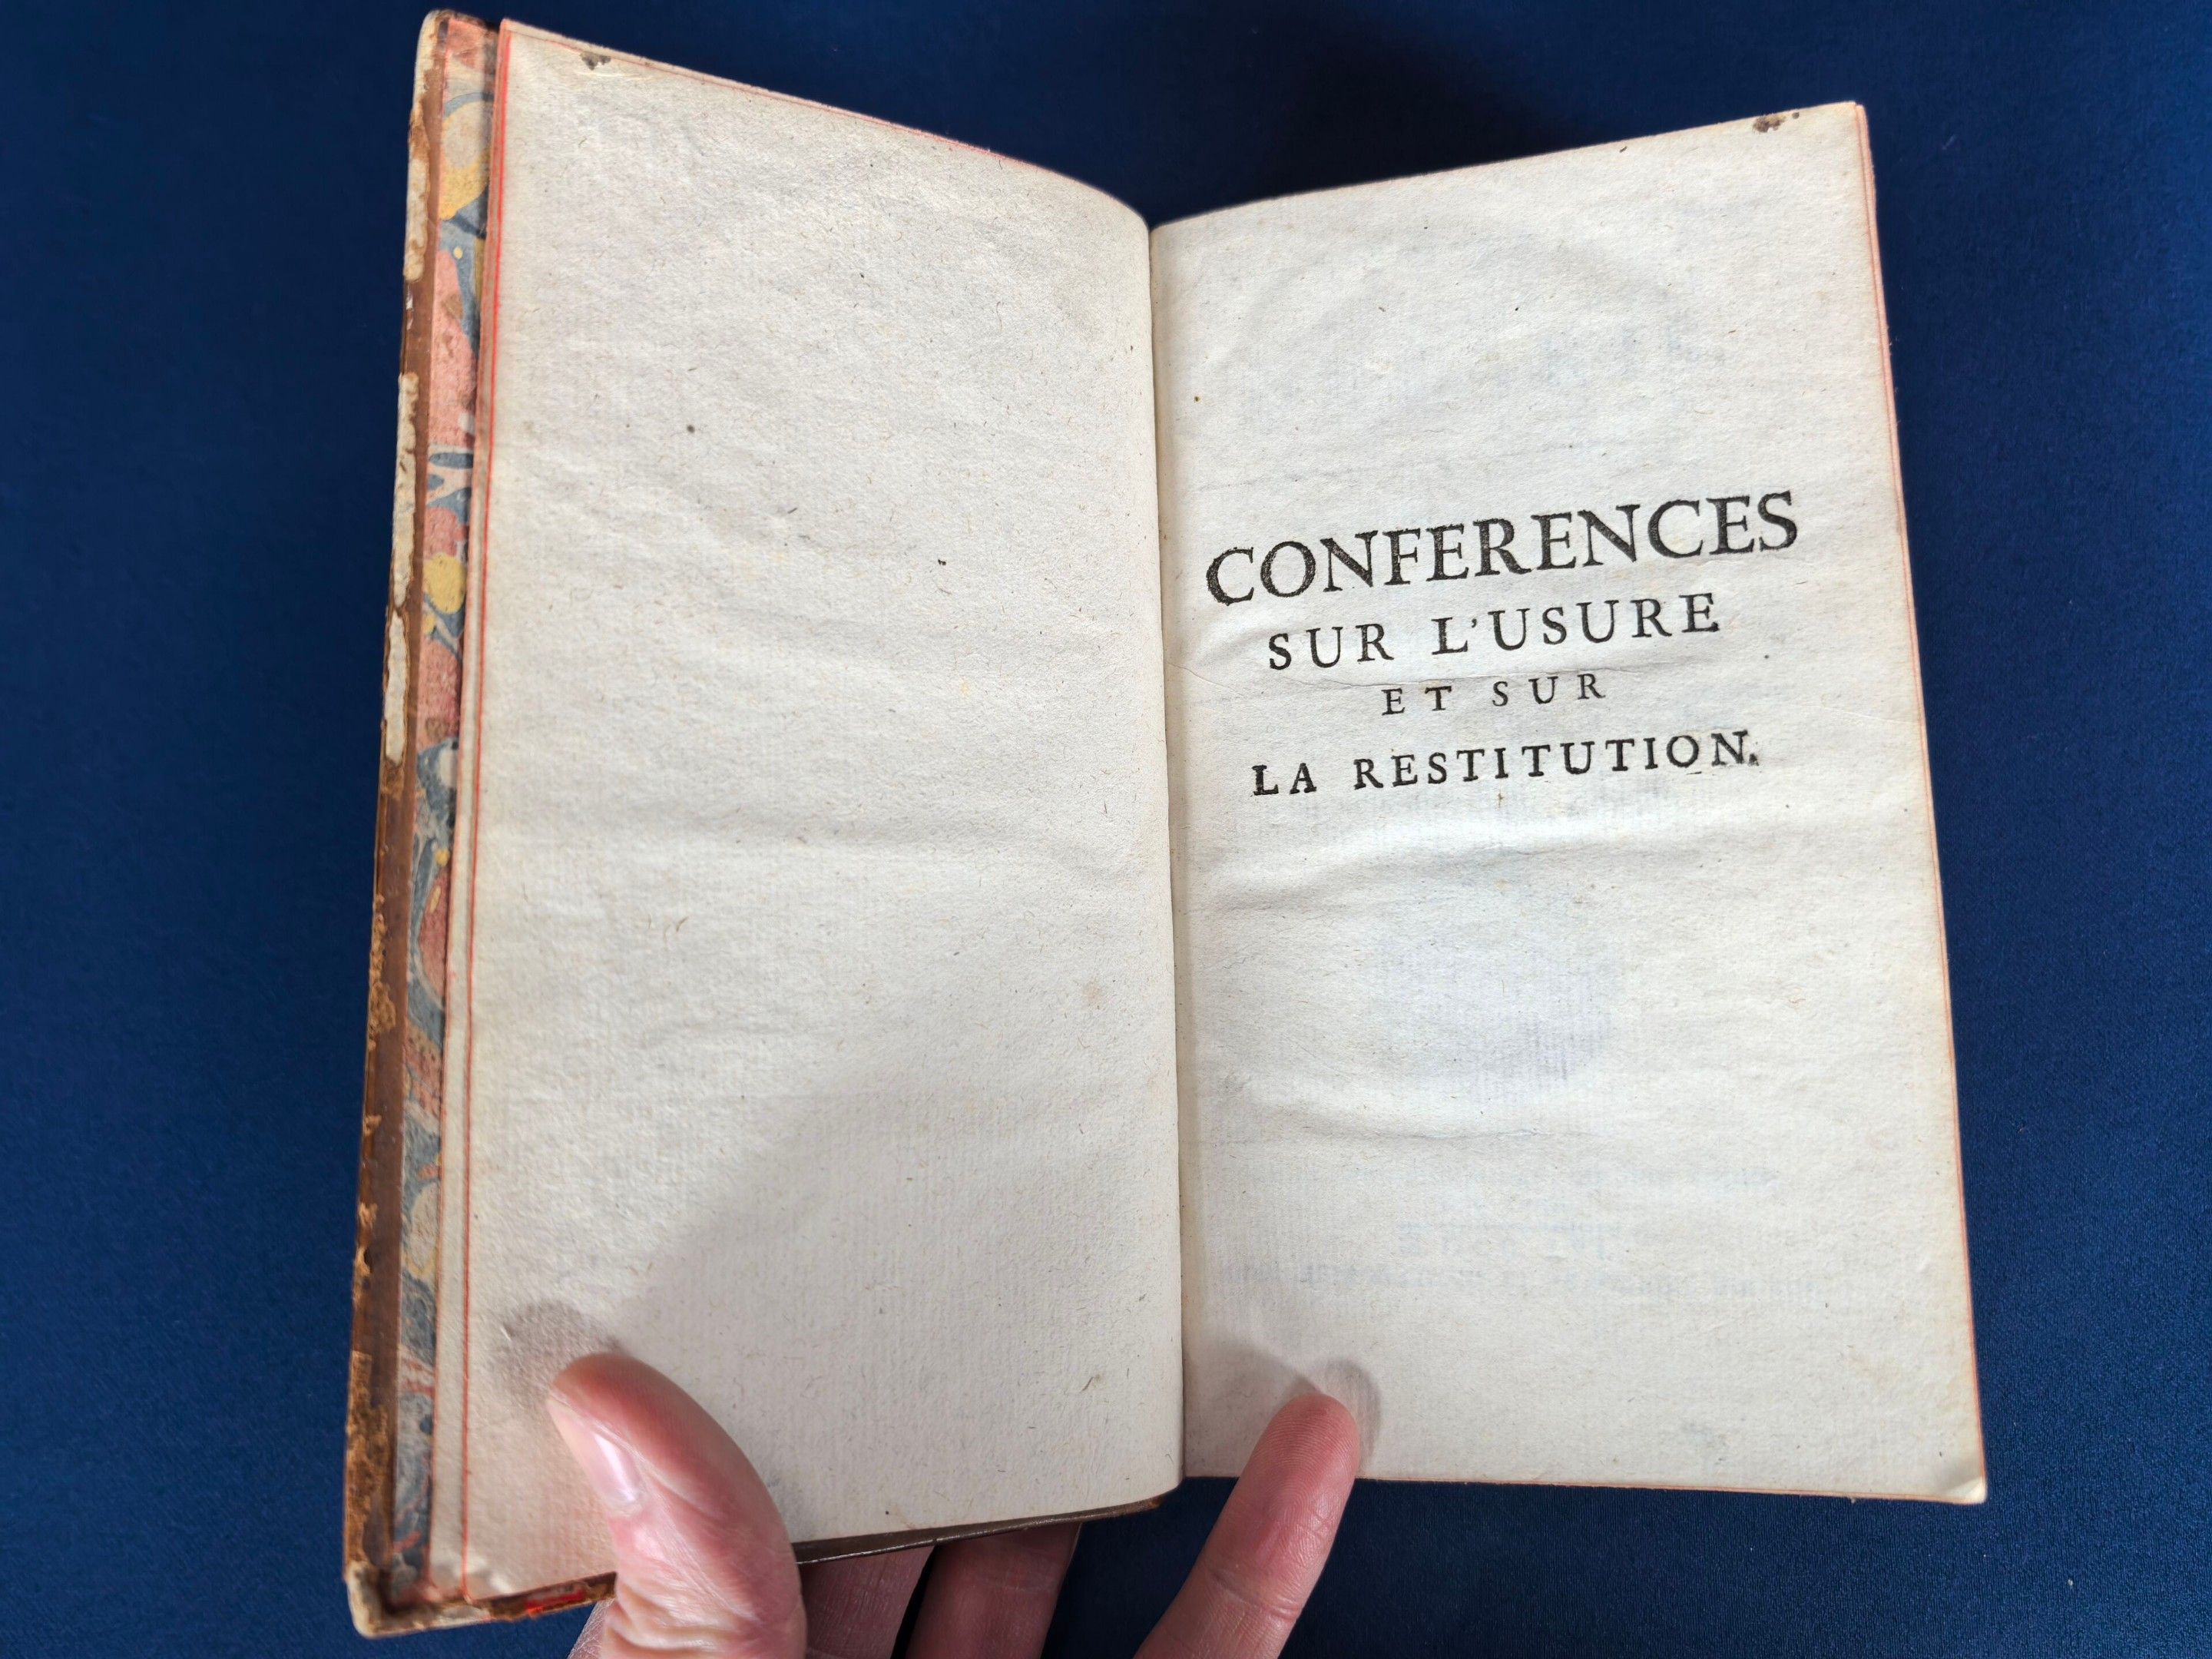 CONFERENCES
SUR L'USURE
ET SUR
LA RESTITUTION.